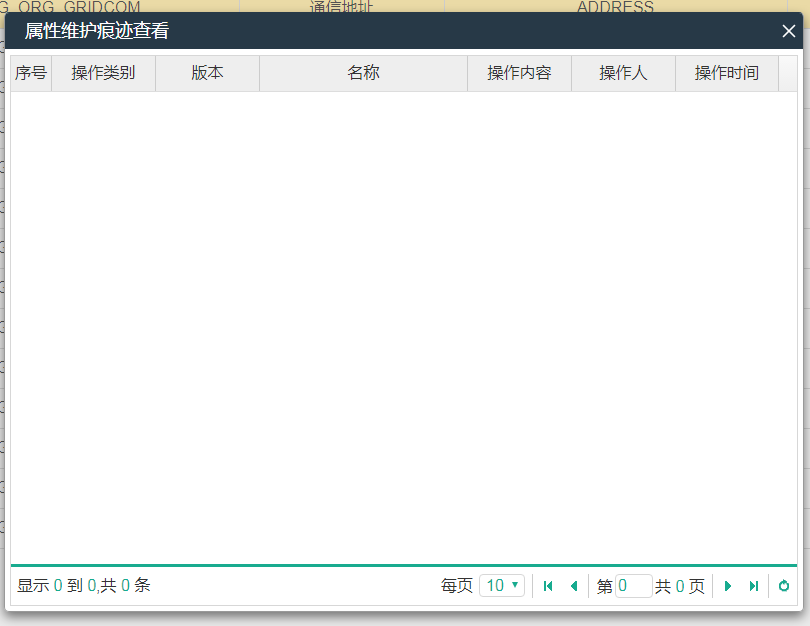 G_ORG_GRIDCOM 通信地址 ADDRESS
属性维护痕迹查看
序号 操作类别 版本 名称 操作内容 操作人 操作时间
显示 0 到 0,共 0 条 每页 10 第 0 共 0 页